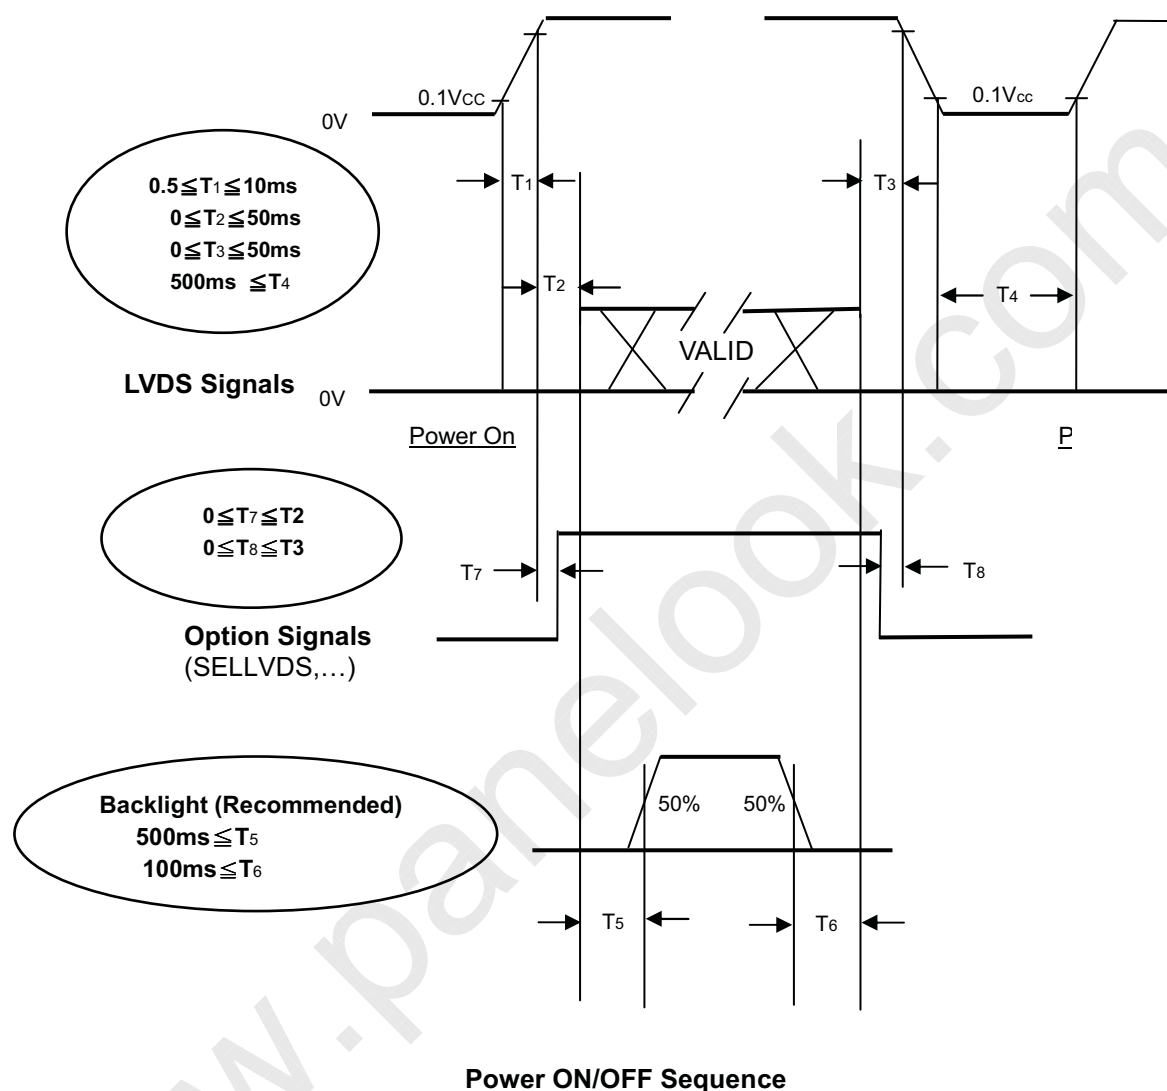 0.1VCC
0.1Vcc
0V
0.5≦T1≦10ms
0≦T2≦50ms
0≦T3≦50ms
500ms ≦T4
T1
T3
T2
T4
VALID
LVDS Signals
0V
Power On
P
0≦T7≦T2
0≦T8≦T3
T7
T8
Option Signals
(SELLVDS,…)
Backlight (Recommended)
500ms≦T5
100ms≦T6
50%
50%
T5
T6
Power ON/OFF Sequence
w.panelook.com